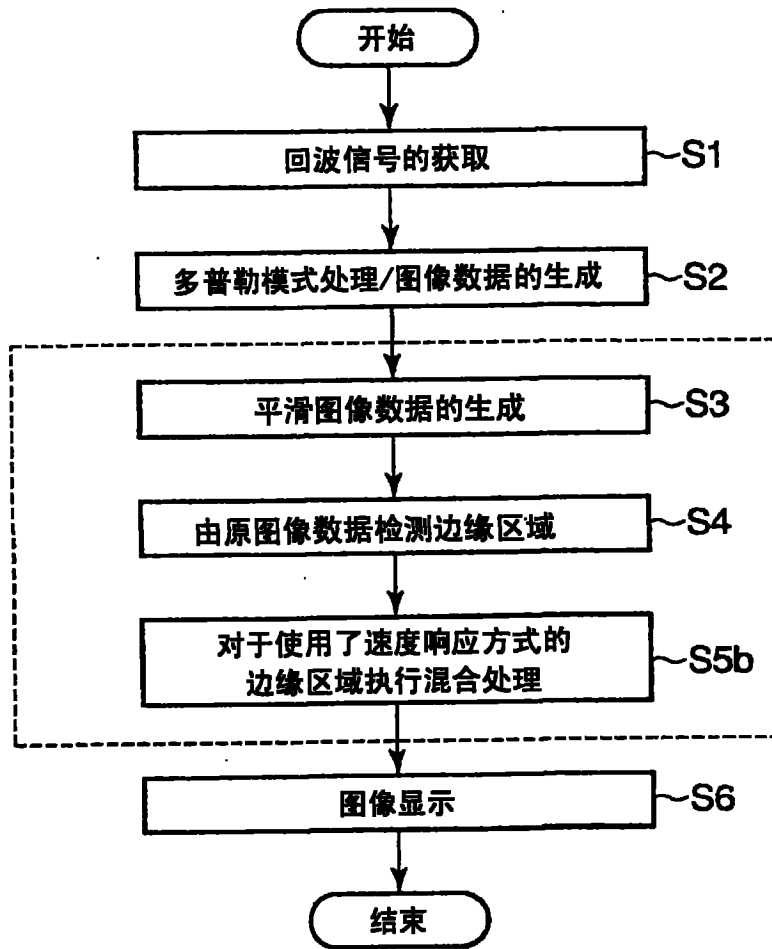 开始
回波信号的获取
S1
多普勒模式处理/图像数据的生成
S2
平滑图像数据的生成
S3
由原图像数据检测边缘区域
S4
对于使用了速度响应方式的
边缘区域执行混合处理
S5b
图像显示
S6
结束